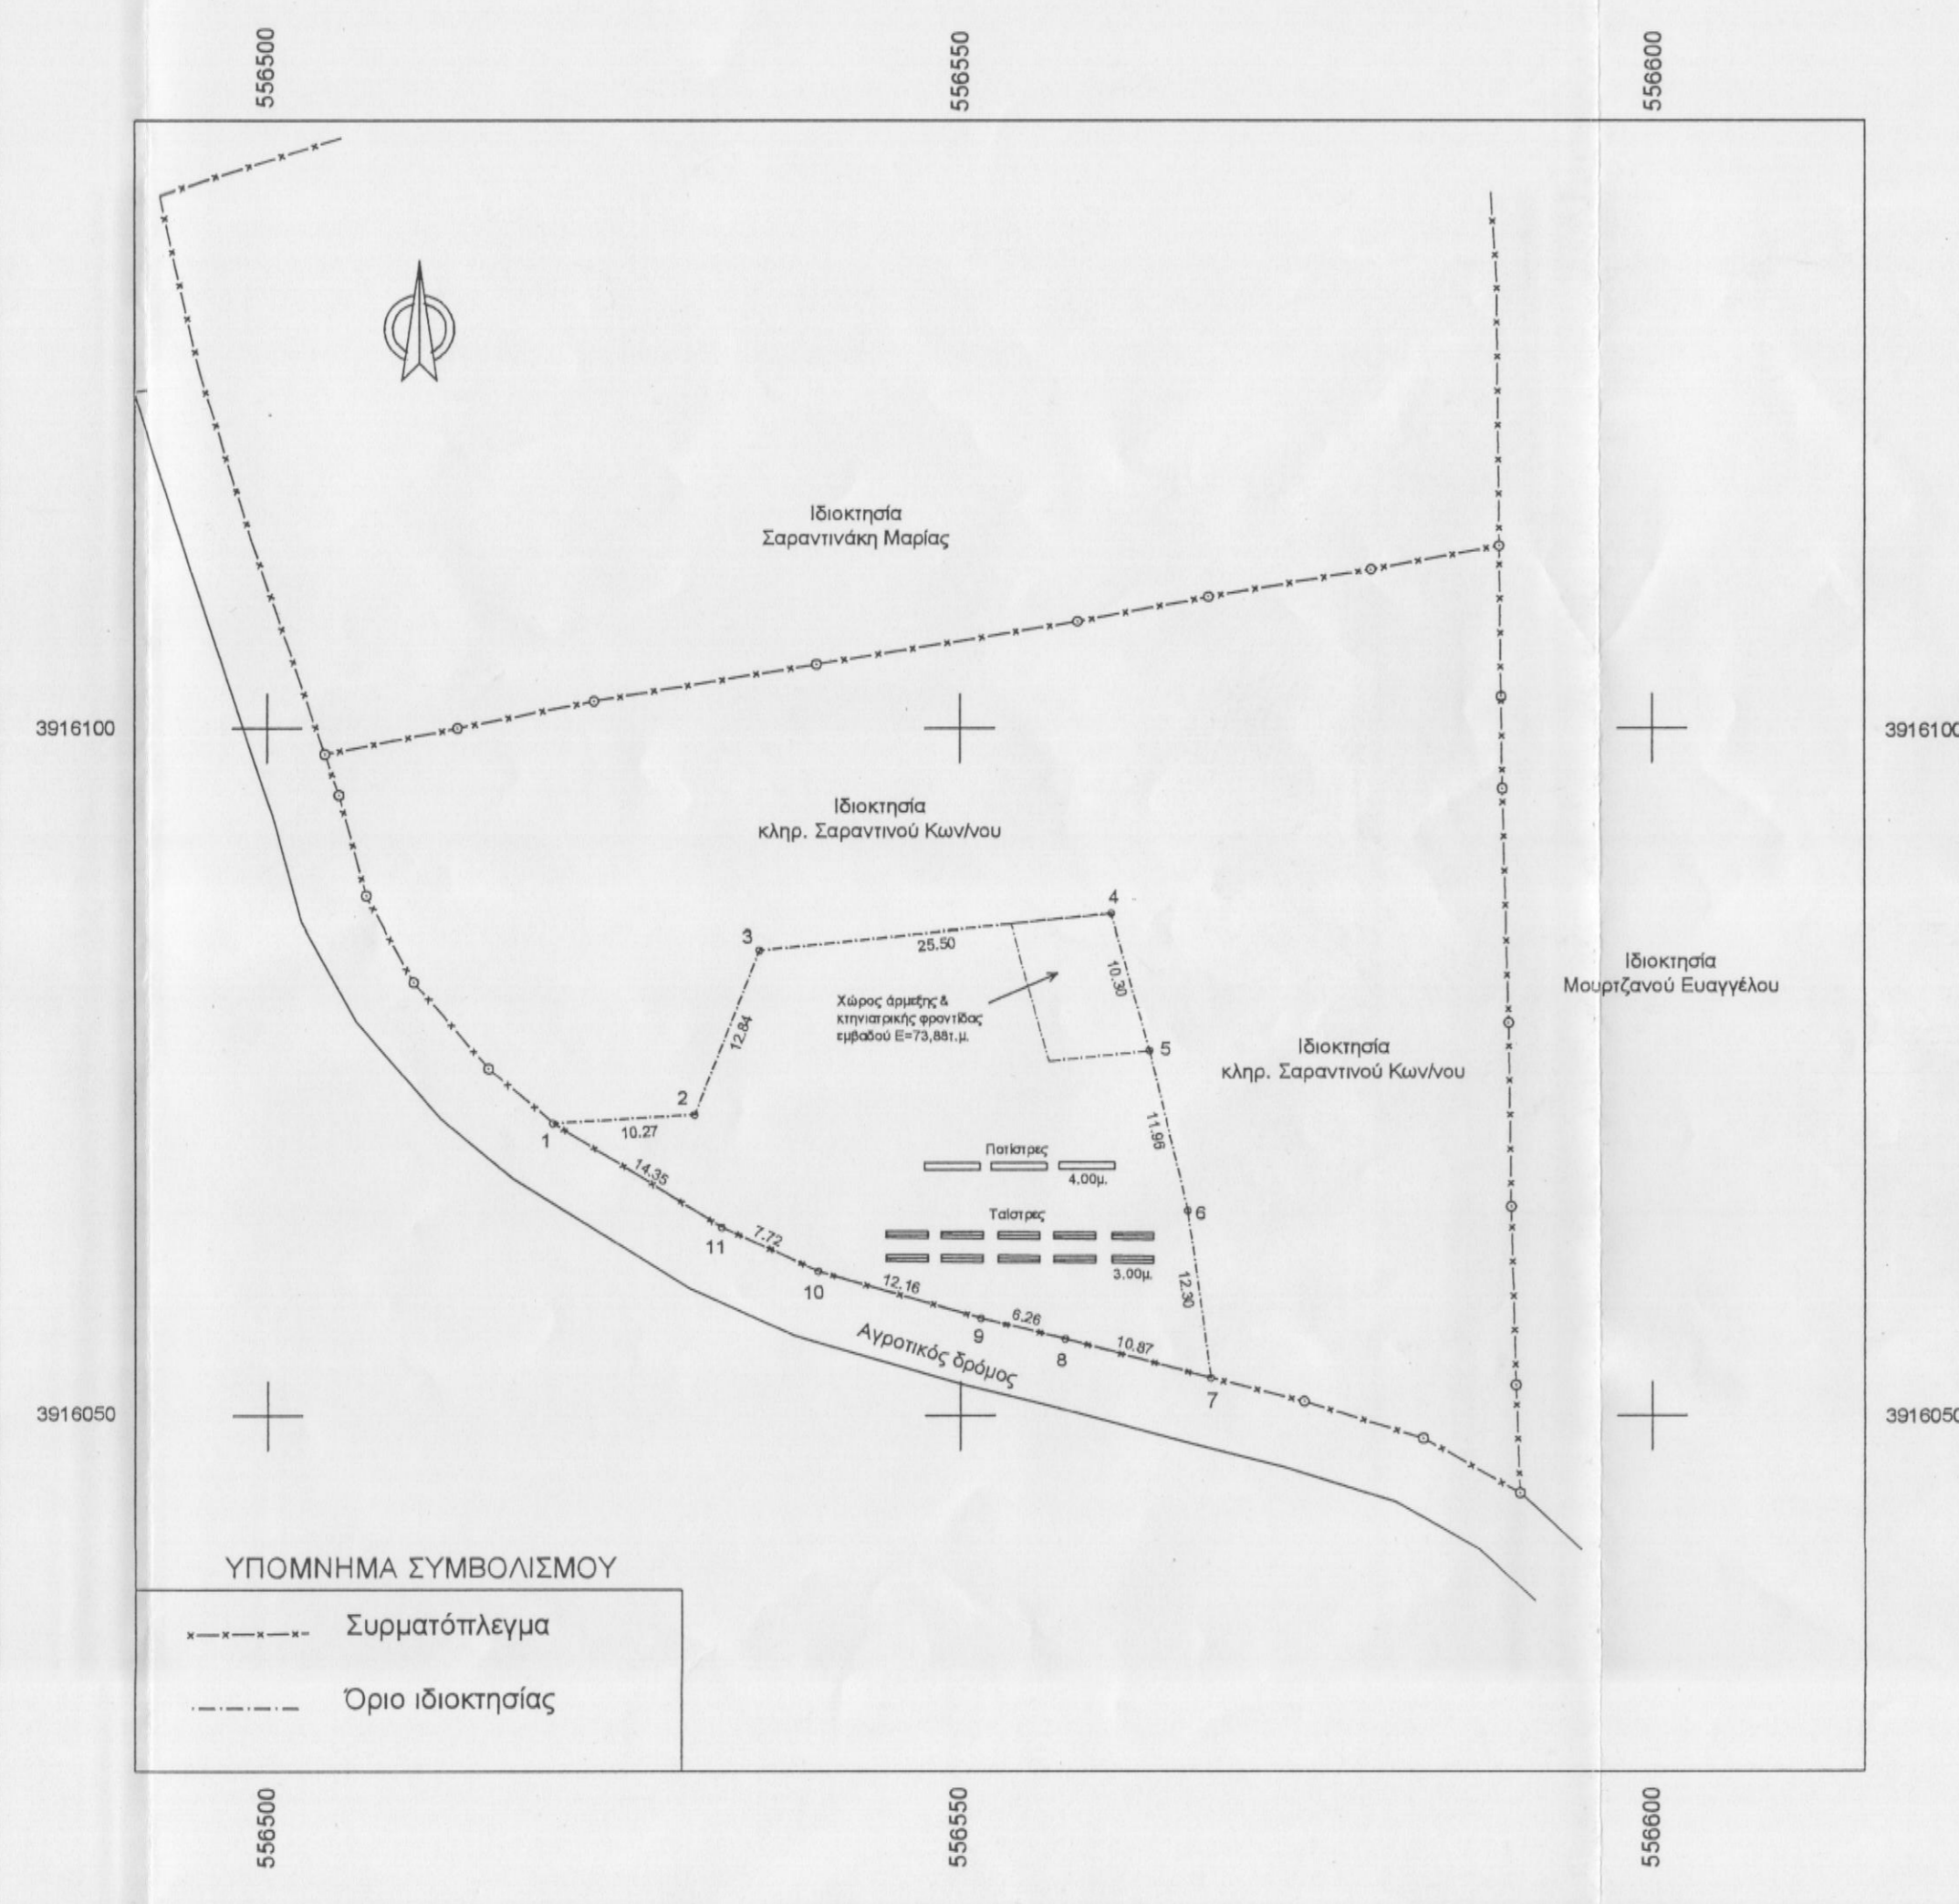 556500
556550
556600
Ιδιοκτησία
Σαραντινάκη Μαρίας
3916100
3916100
Ιδιοκτησία
κληρ. Σαραντινού Κων/νου
4
3
25.50
10.30
Ιδιοκτησία
Μουρτζανού Ευαγγέλου
Χώρος άρμεξης &
κτηνιατρικής φροντίδας
εμβαδού Ε=73,88τ.μ.
12.84
5
Ιδιοκτησία
κληρ. Σαραντινού Κων/νου
2
1
10.27
11.96
Ποτίστρες
4.00μ.
14.35
6
Ταΐστρες
11
7.72
3.00μ.
12.30
10
12.16
9
6.26
8
10.87
7
Αγροτικός δρόμος
3916050
3916050
ΥΠΟΜΝΗΜΑ ΣΥΜΒΟΛΙΣΜΟΥ
Συρματόπλεγμα
Όριο ιδιοκτησίας
556500
556550
556600